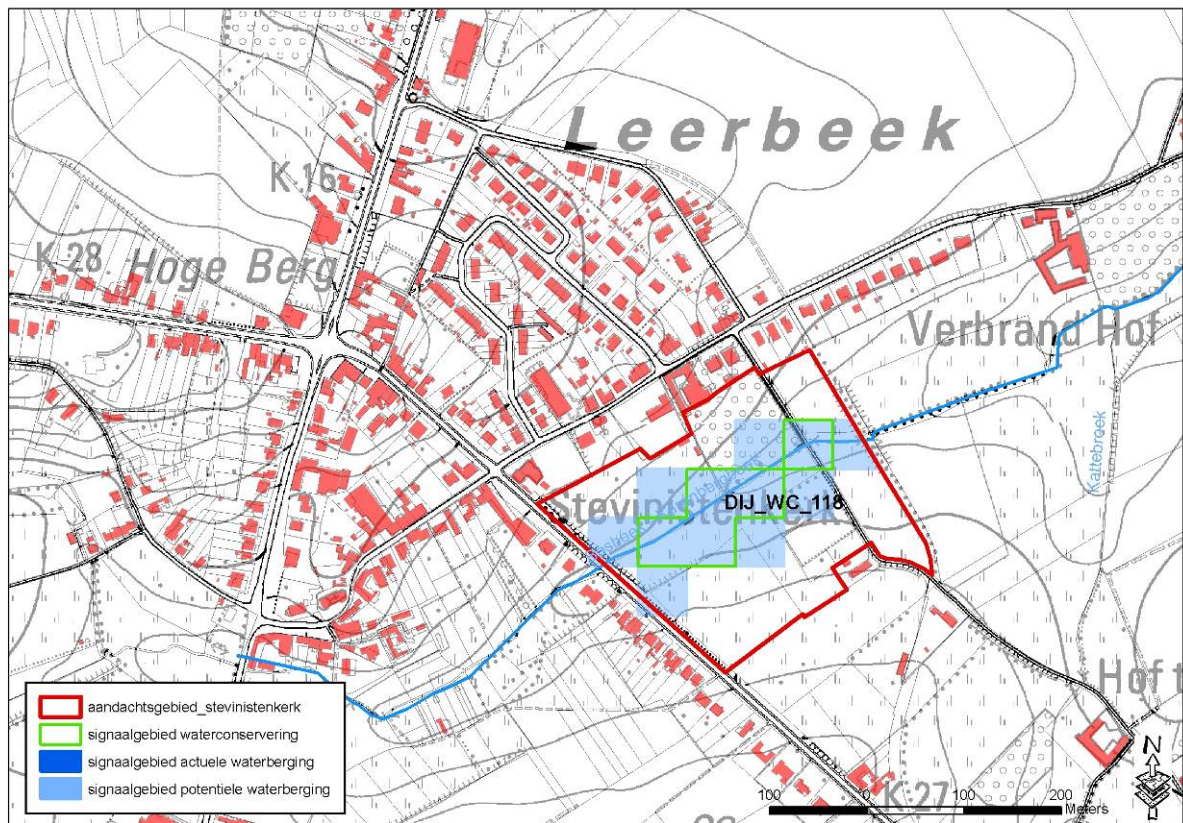 Leerbeek
K 16
K 28
Hoge Berg
Verbrand Hof
Kattebroek
Stevinistenkerk
DIJ_WC_118
Hof t
K 27
aandachtsgebied_stevinistenkerk
signaalgebied waterconservering
signaalgebied actuele waterberging
signaalgebied potentiele waterberging
N
100 0 100 200
Meters